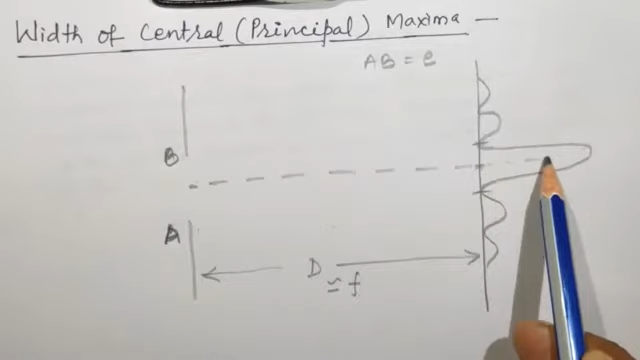 Width of Central (Principal) Maxima —
AB = e
B
A
D
≃ f